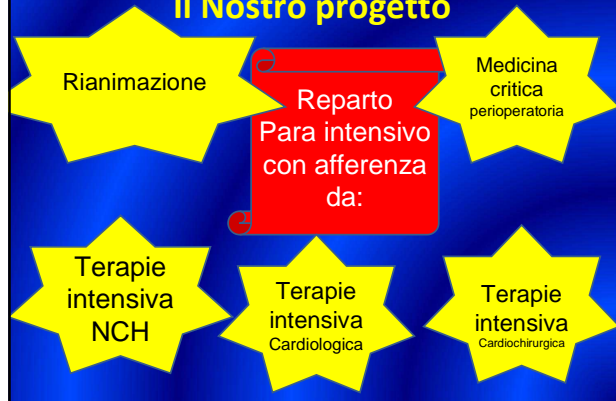 Il Nostro progetto
Rianimazione
Reparto
Para intensivo
con afferenza
da:
Medicina
critica
perioperatoria
Terapie
intensiva
NCH
Terapie
intensiva
Cardiologica
Terapie
intensiva
Cardiochirurgica